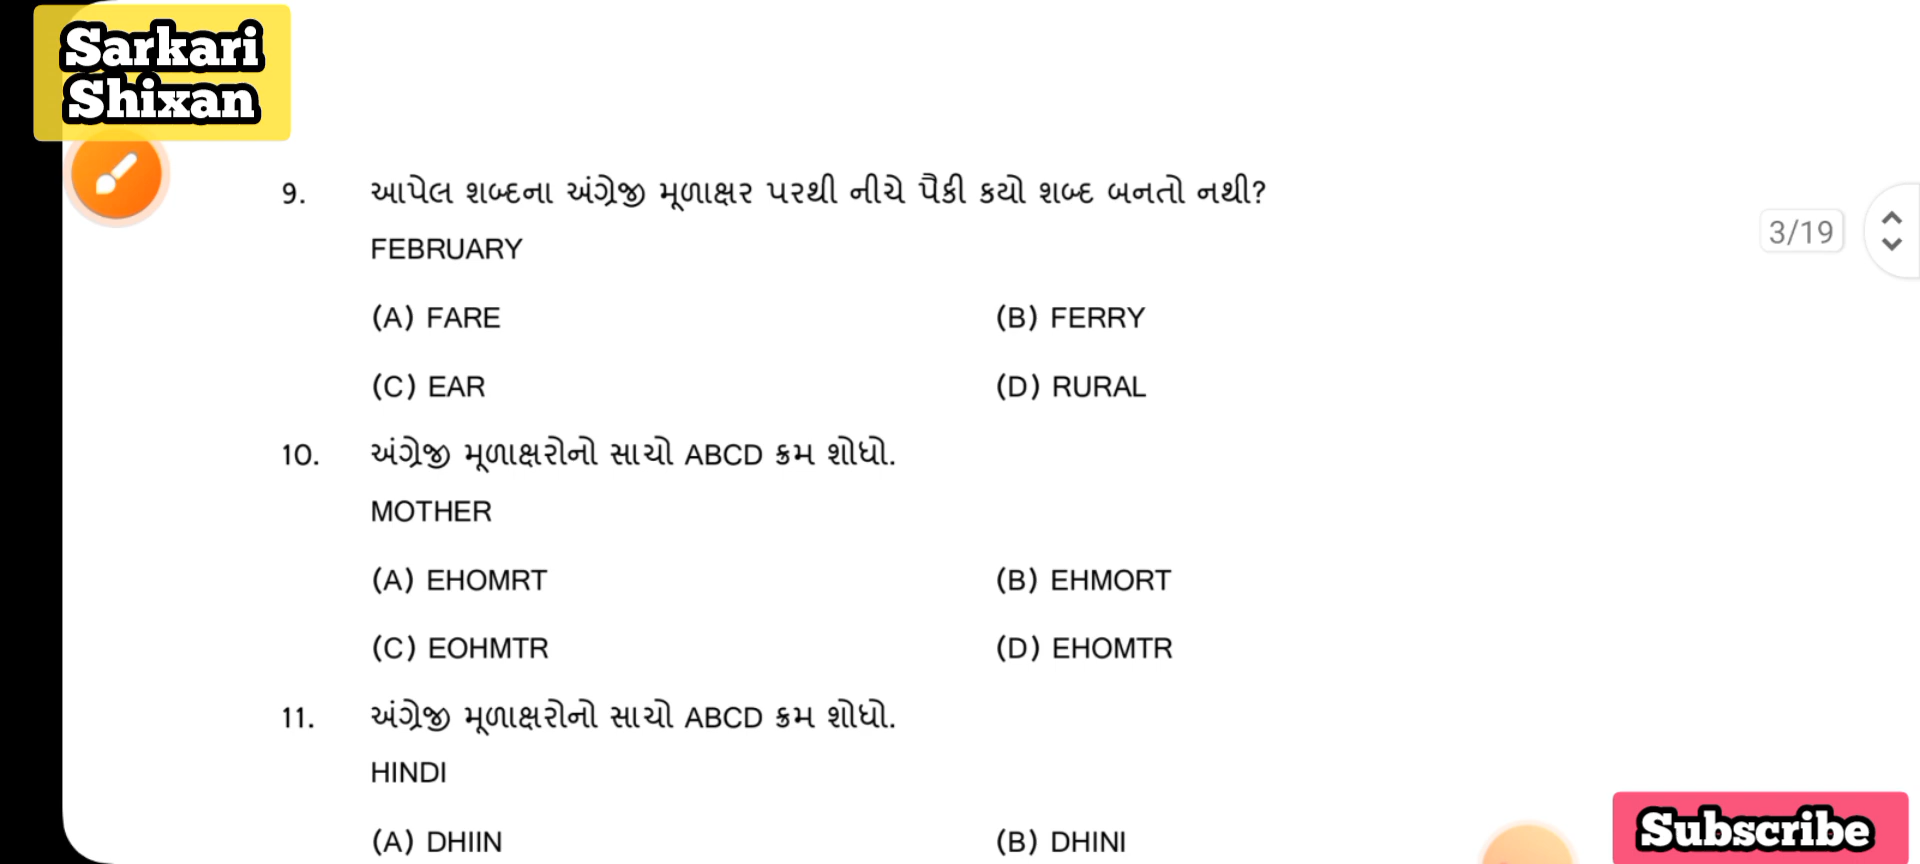 Sarkari
Shixan
9. આપેલ શબ્દના અંગ્રેજી મૂળાક્ષર પરથી નીચે પૈકી કયો શબ્દ બનતો નથી?
3/19
FEBRUARY
(A) FARE (B) FERRY
(C) EAR (D) RURAL
10. અંગ્રેજી મૂળાક્ષરોનો સાચો ABCD ક્રમ શોધો.
MOTHER
(A) EHOMRT (B) EHMORT
(C) EOHMTR (D) EHOMTR
11. અંગ્રેજી મૂળાક્ષરોનો સાચો ABCD ક્રમ શોધો.
HINDI
(A) DHIIN (B) DHINI
Subscribe